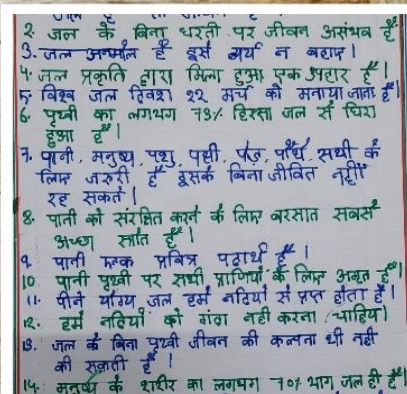 2. जल के बिना धरती पर जीवन असंभव है
3. जल अनमोल है इसे व्यर्थ न बहाए।
4. जल प्रकृति द्वारा मिला हुआ एक उपहार है।
5. विश्व जल दिवस 22 मार्च को मनाया जाता है।
6. पृथ्वी का लगभग 71% हिस्सा जल से घिरा
हुआ है।
7. पानी, मनुष्य, पशु, पक्षी, पेड़, पौधे, सभी के
लिए जरुरी है इसके बिना जीवित नहीं
रह सकते।
8. पानी को संरक्षित करने के लिए बरसात सबसे
अच्छा स्रोत है।
9. पानी एक पवित्र पदार्थ है।
10. पानी पृथ्वी पर सभी प्राणियों के लिए अमृत है।
11. पीने योग्य जल हमें नदियों से प्राप्त होता है।
12. हमें नदियों को गंदा नही करना चाहिये।
13. जल के बिना पृथ्वी जीवन की कल्पना भी नही
की सकती है।
14. मनुष्य के शरीर का लगभग 70% भाग जल ही है।